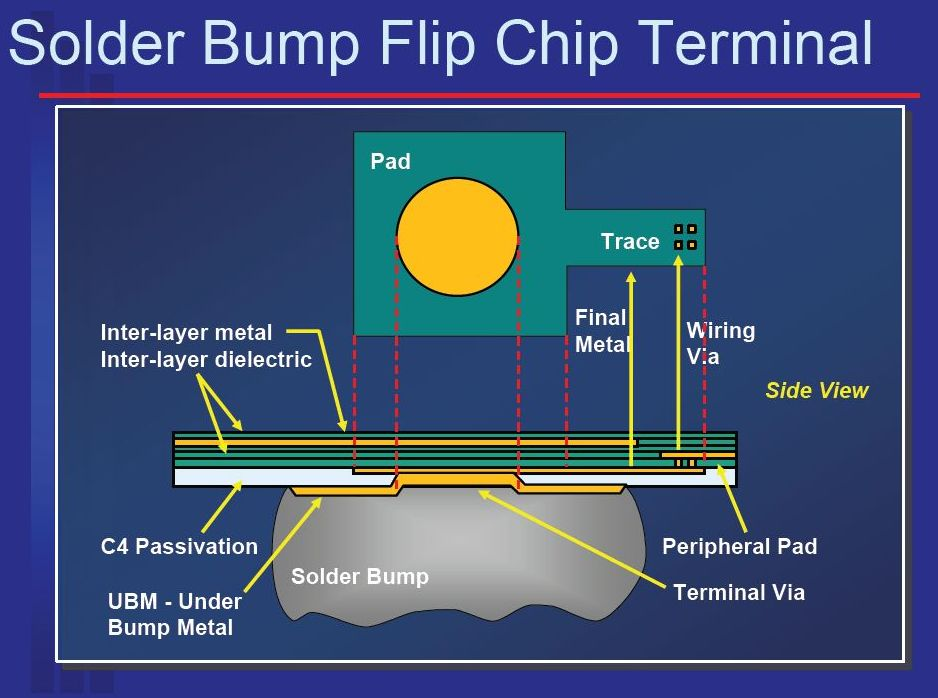 Solder Bump Flip Chip Terminal
Pad
Trace
Final
Metal
Wiring
Via
Inter-layer metal
Inter-layer dielectric
Side View
C4 Passivation
Peripheral Pad
Solder Bump
Terminal Via
UBM - Under
Bump Metal